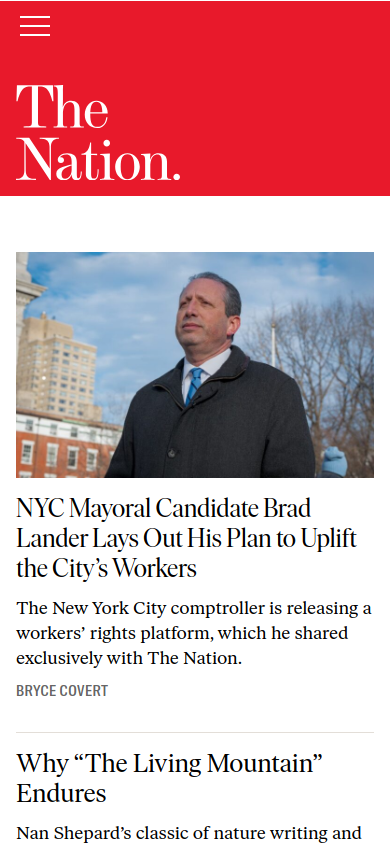 The
Nation.
NYC Mayoral Candidate Brad
Lander Lays Out His Plan to Uplift
the City’s Workers
The New York City comptroller is releasing a
workers’ rights platform, which he shared
exclusively with The Nation.
BRYCE COVERT
Why “The Living Mountain”
Endures
Nan Shepard’s classic of nature writing and